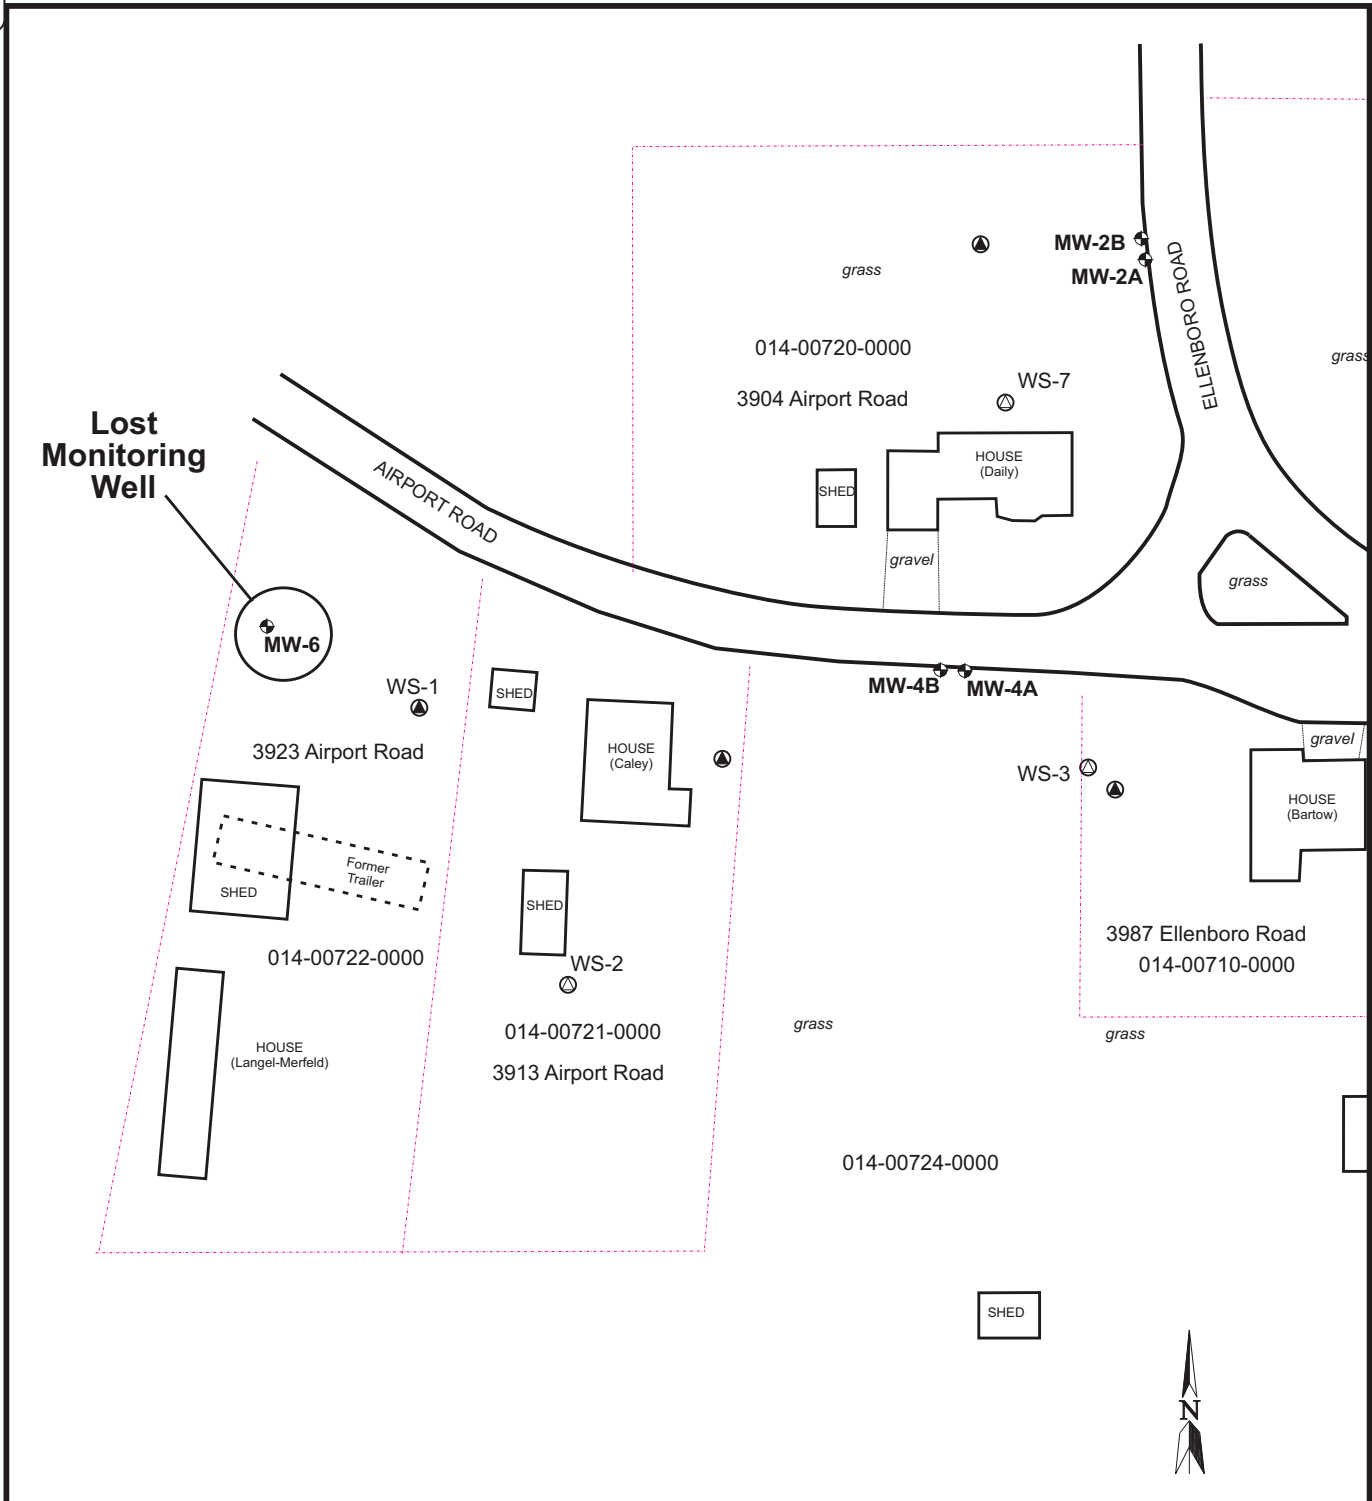 MW-2B
MW-2A
ELLENBORO ROAD
grass
grass
014-00720-0000
3904 Airport Road
WS-7
HOUSE
(Daily)
SHED
gravel
grass
Lost
Monitoring
Well
AIRPORT ROAD
MW-6
WS-1
3923 Airport Road
SHED
HOUSE
(Caley)
MW-4B
MW-4A
WS-3
gravel
HOUSE
(Bartow)
Former
Trailer
SHED
SHED
3987 Ellenboro Road
014-00710-0000
014-00722-0000
WS-2
014-00721-0000
3913 Airport Road
HOUSE
(Langel-Merfeld)
grass
grass
014-00724-0000
SHED
N